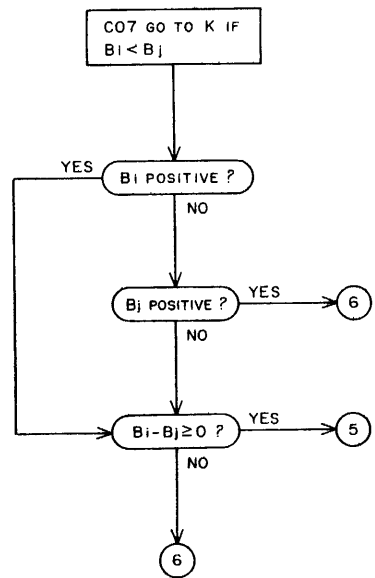 CO7 GO TO K IF
Bi < Bj
YES
Bi POSITIVE ?
NO
Bj POSITIVE ?
YES
6
NO
Bi-Bj≥0 ?
YES
5
NO
6